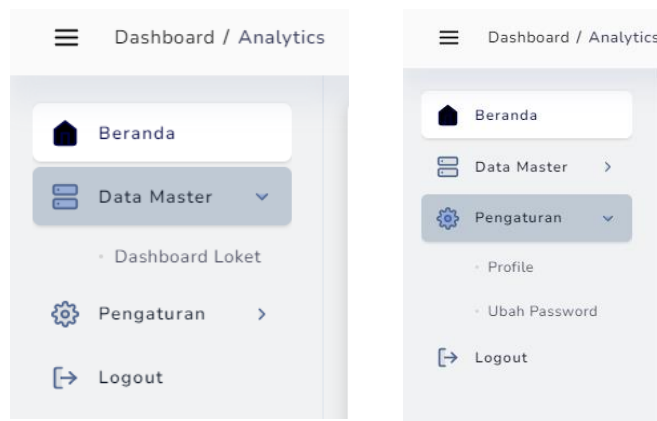 Dashboard / Analytics
Beranda
Data Master
Dashboard Loket
Pengaturan
Logout
Dashboard / Analytics
Beranda
Data Master
Pengaturan
Profile
Ubah Password
Logout